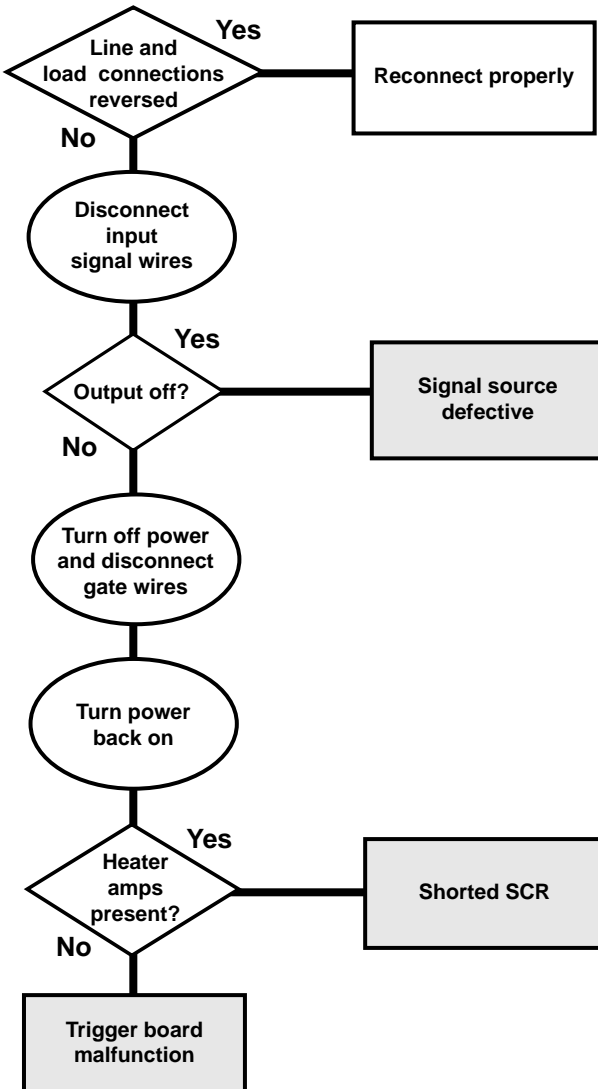 Yes
Line and
load connections
reversed
Reconnect properly
No
Disconnect
input
signal wires
Yes
Output off?
Signal source
defective
No
Turn off power
and disconnect
gate wires
Turn power
back on
Yes
Heater
amps
present?
Shorted SCR
No
Trigger board
malfunction